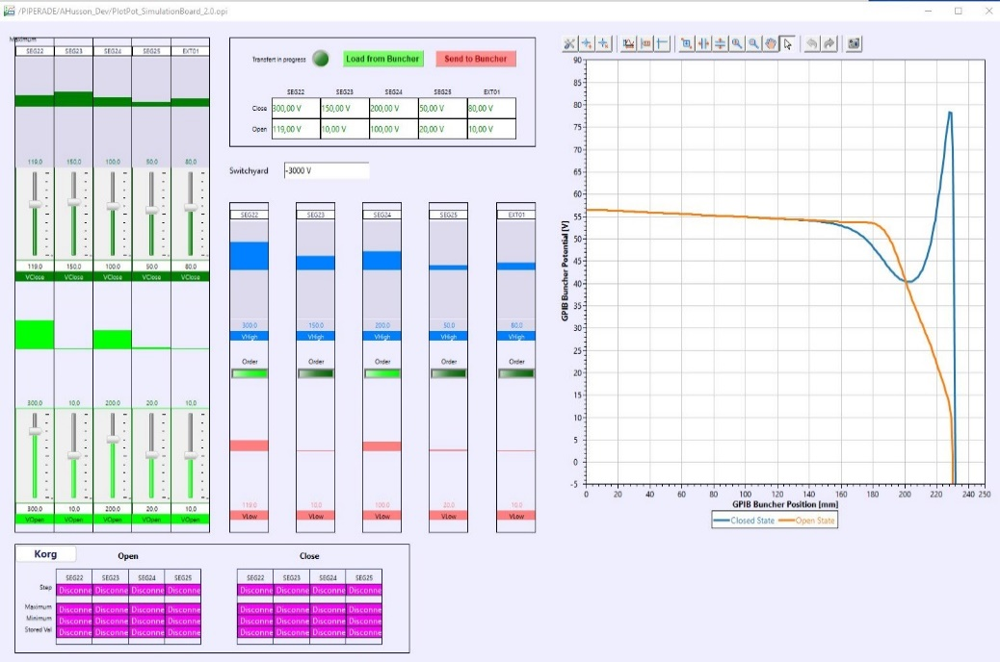 /PIPERADE/AHusson_Dev/PlotPot_SimulationBoard_2.0.opi
Maximum
SEG22 SEG23 SEG24 SEG25 EXT01
119.0 150.0 100.0 50.0 80.0
119.0 150.0 100.0 50.0 80.0
VClose VClose VClose VClose VClose
300.0 10.0 200.0 20.0 10.0
300.0 10.0 200.0 20.0 10.0
VOpen VOpen VOpen VOpen VOpen
Transfert in progress Load from Buncher Send to Buncher
SEG22 SEG23 SEG24 SEG25 EXT01
Close 300,00 V 150,00 V 200,00 V 50,00 V 80,00 V
Open 119,00 V 10,00 V 100,00 V 20,00 V 10,00 V
Switchyard -3000 V
SEG22 SEG23 SEG24 SEG25 EXT01
300.0 150.0 200.0 50.0 80.0
VHigh VHigh VHigh VHigh VHigh
Order Order Order Order Order
119.0 10.0 100.0 20.0 10.0
VLow VLow VLow VLow VLow
90
85
80
75
70
65
60
55
50
45
40
35
30
25
20
15
10
5
0
-5
GPIB Buncher Potential [V]
0 20 40 60 80 100 120 140 160 180 200 220 240 250
GPIB Buncher Position [mm]
Closed State Open State
Korg Open Close
SEG22 SEG23 SEG24 SEG25 SEG22 SEG23 SEG24 SEG25
Step Disconne Disconne Disconne Disconne Disconne Disconne Disconne Disconne
Maximum Disconne Disconne Disconne Disconne Disconne Disconne Disconne Disconne
Minimum Disconne Disconne Disconne Disconne Disconne Disconne Disconne Disconne
Stored Val Disconne Disconne Disconne Disconne Disconne Disconne Disconne Disconne